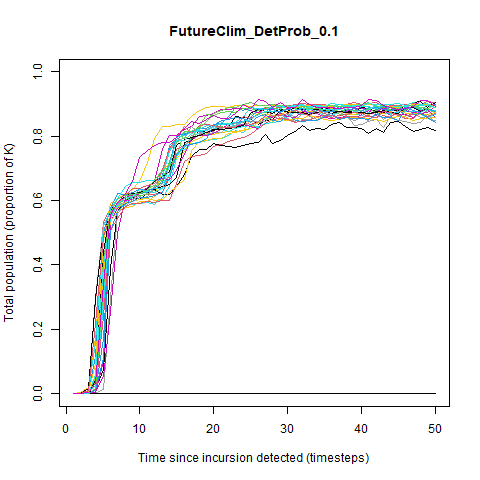 FutureClim_DetProb_0.1
Total population (proportion of K)
1.0
0.8
0.6
0.4
0.2
0.0
0 10 20 30 40 50
Time since incursion detected (timesteps)